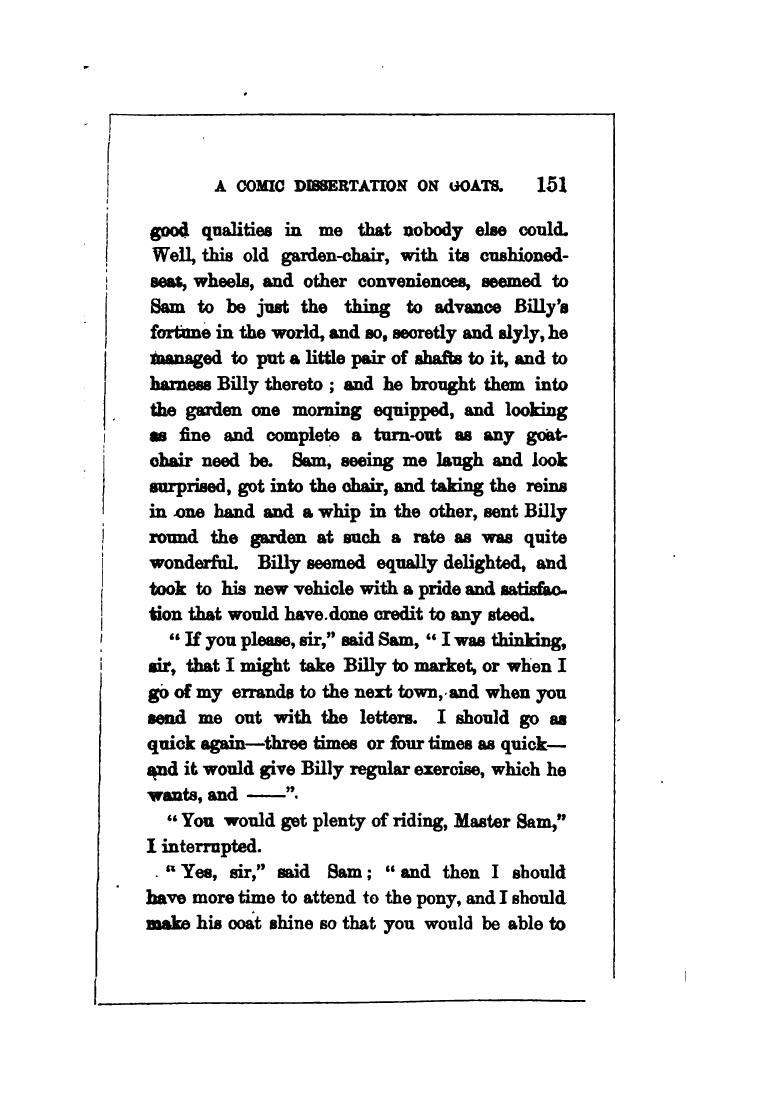 A COMIC DISSERTATION ON GOATS. 151
good qualities in me that nobody else could.
Well, this old garden-chair, with its cushioned-
seat, wheels, and other conveniences, seemed to
Sam to be just the thing to advance Billy's
fortune in the world, and so, secretly and slyly, he
managed to put a little pair of shafts to it, and to
harness Billy thereto ; and he brought them into
the garden one morning equipped, and looking
as fine and complete a turn-out as any goat-
chair need be. Sam, seeing me laugh and look
surprised, got into the chair, and taking the reins
in one hand and a whip in the other, sent Billy
round the garden at such a rate as was quite
wonderful. Billy seemed equally delighted, and
took to his new vehicle with a pride and satisfac-
tion that would have done credit to any steed.
“ If you please, sir,” said Sam, “ I was thinking,
sir, that I might take Billy to market, or when I
go of my errands to the next town, and when you
send me out with the letters. I should go as
quick again—three times or four times as quick—
and it would give Billy regular exercise, which he
wants, and ——”.
“ You would get plenty of riding, Master Sam,”
I interrupted.
“ Yes, sir,” said Sam ; “ and then I should
have more time to attend to the pony, and I should
make his coat shine so that you would be able to